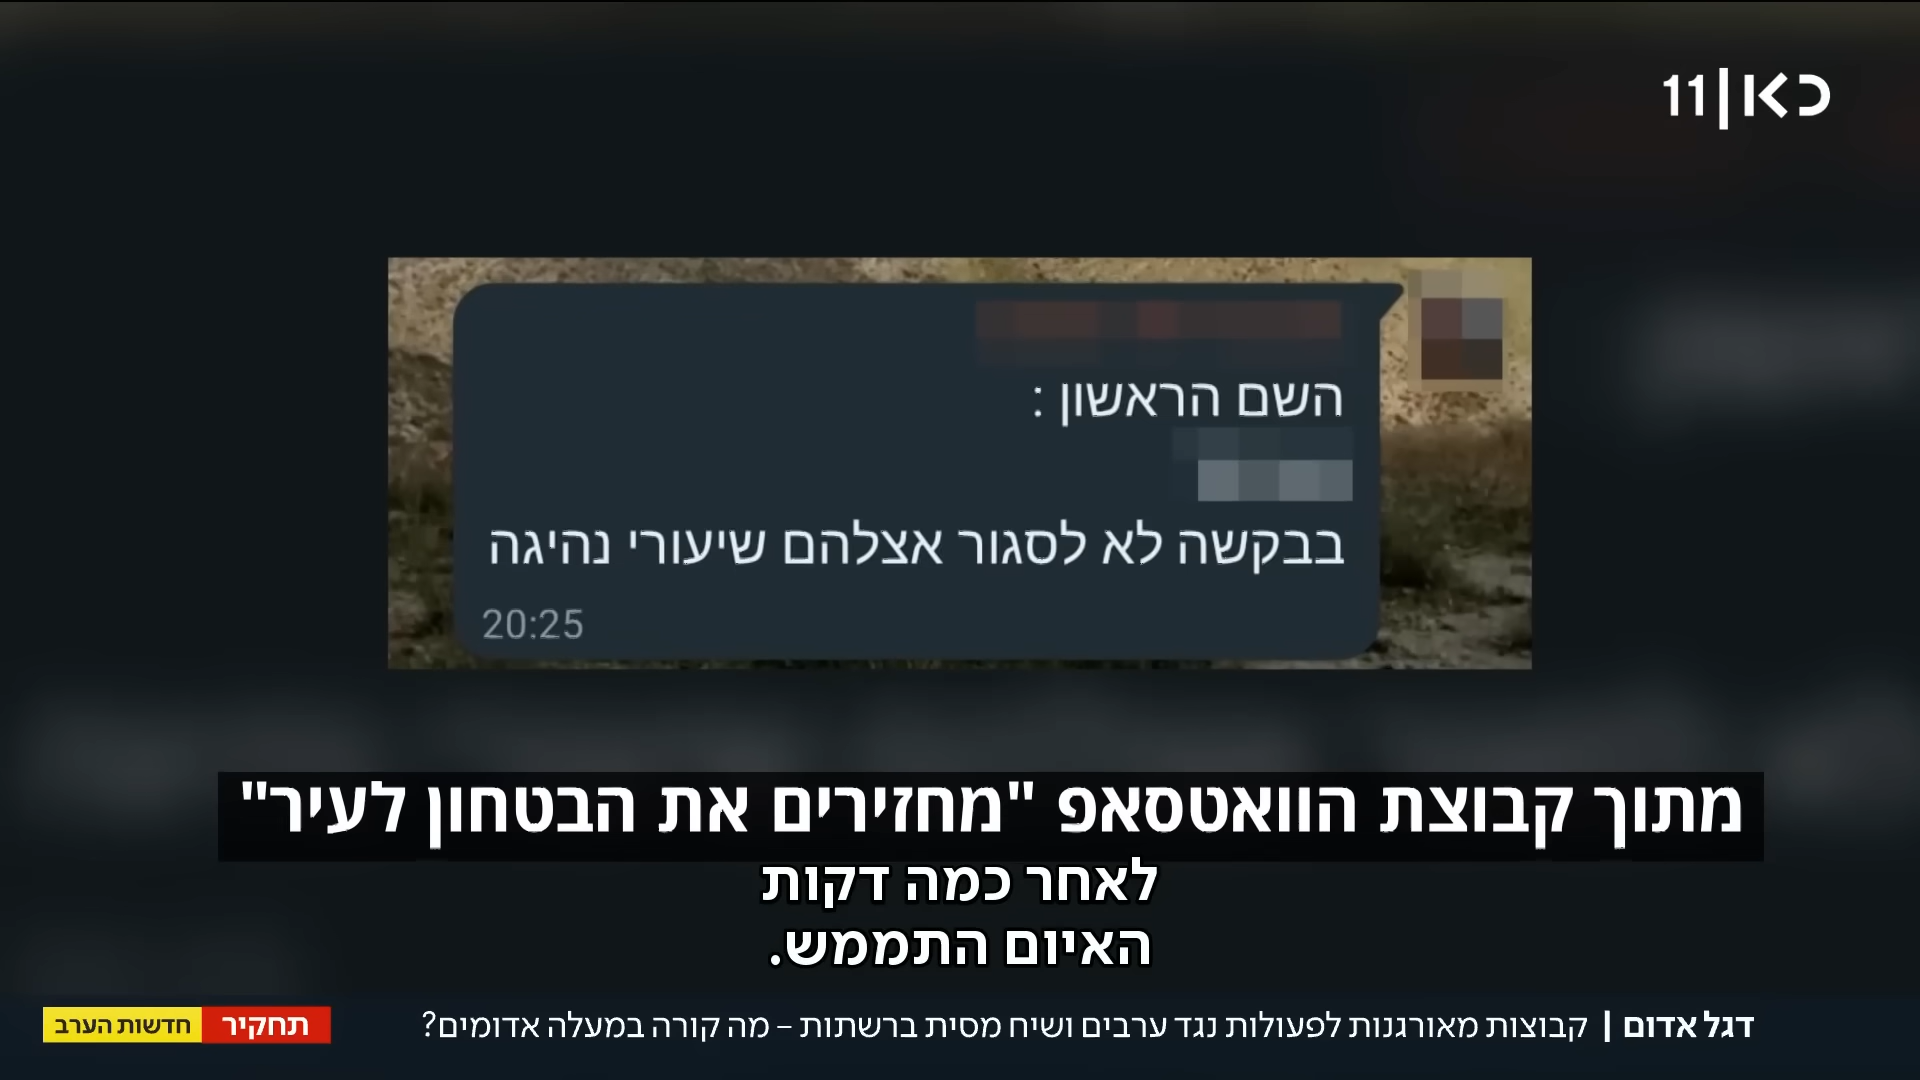 כאן|11
השם הראשון :
בבקשה לא לסגור אצלהם שיעורי נהיגה
20:25
מתוך קבוצת הוואטסאפ "מחזירים את הבטחון לעיר"
לאחר כמה דקות
האיום התממש.
דגל אדום | קבוצות מאורגנות לפעולות נגד ערבים ושיח מסית ברשתות – מה קורה במעלה אדומים?
תחקיר חדשות הערב